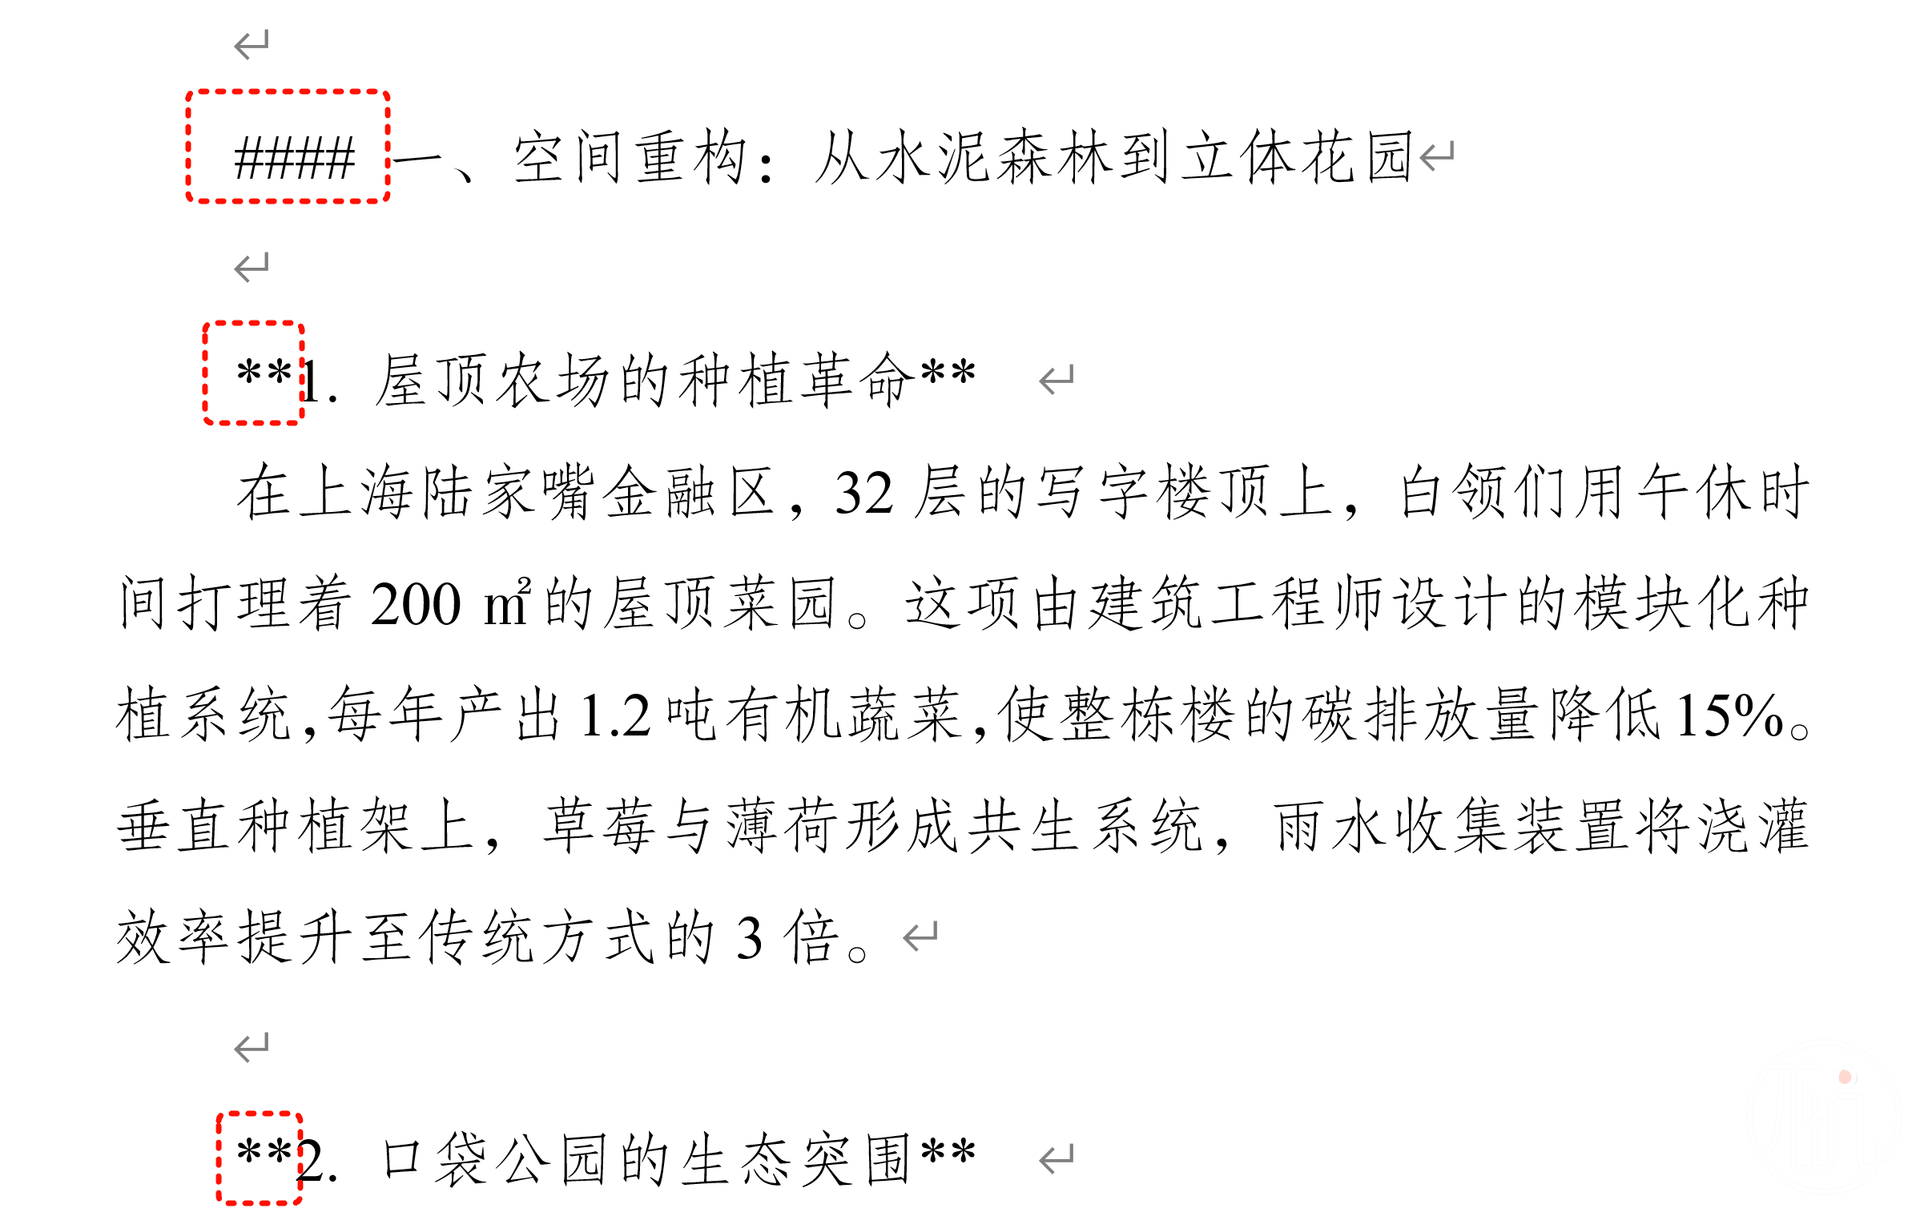 #### 一、空间重构：从水泥森林到立体花园
**1. 屋顶农场的种植革命**
在上海陆家嘴金融区，32 层的写字楼顶上，白领们用午休时
间打理着 200 ㎡的屋顶菜园。这项由建筑工程师设计的模块化种
植系统，每年产出 1.2 吨有机蔬菜，使整栋楼的碳排放量降低 15%。
垂直种植架上，草莓与薄荷形成共生系统，雨水收集装置将浇灌
效率提升至传统方式的 3 倍。
**2. 口袋公园的生态突围**